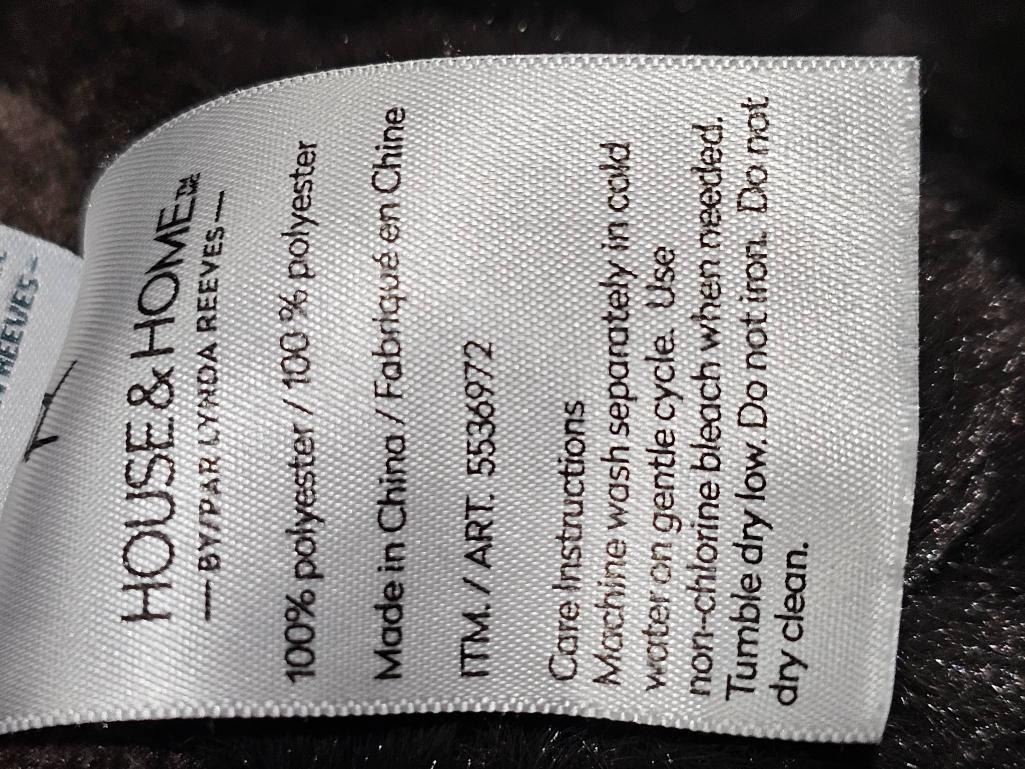 REEVES-
HOUSE & HOME™
— BY/PAR LYNDA REEVES —
100% polyester / 100 % polyester
Made in China / Fabriqué en Chine
ITM. / ART. 5536972
Care Instructions
Machine wash separately in cold
water on gentle cycle. Use
non-chlorine bleach when needed.
Tumble dry low. Do not iron. Do not
dry clean.